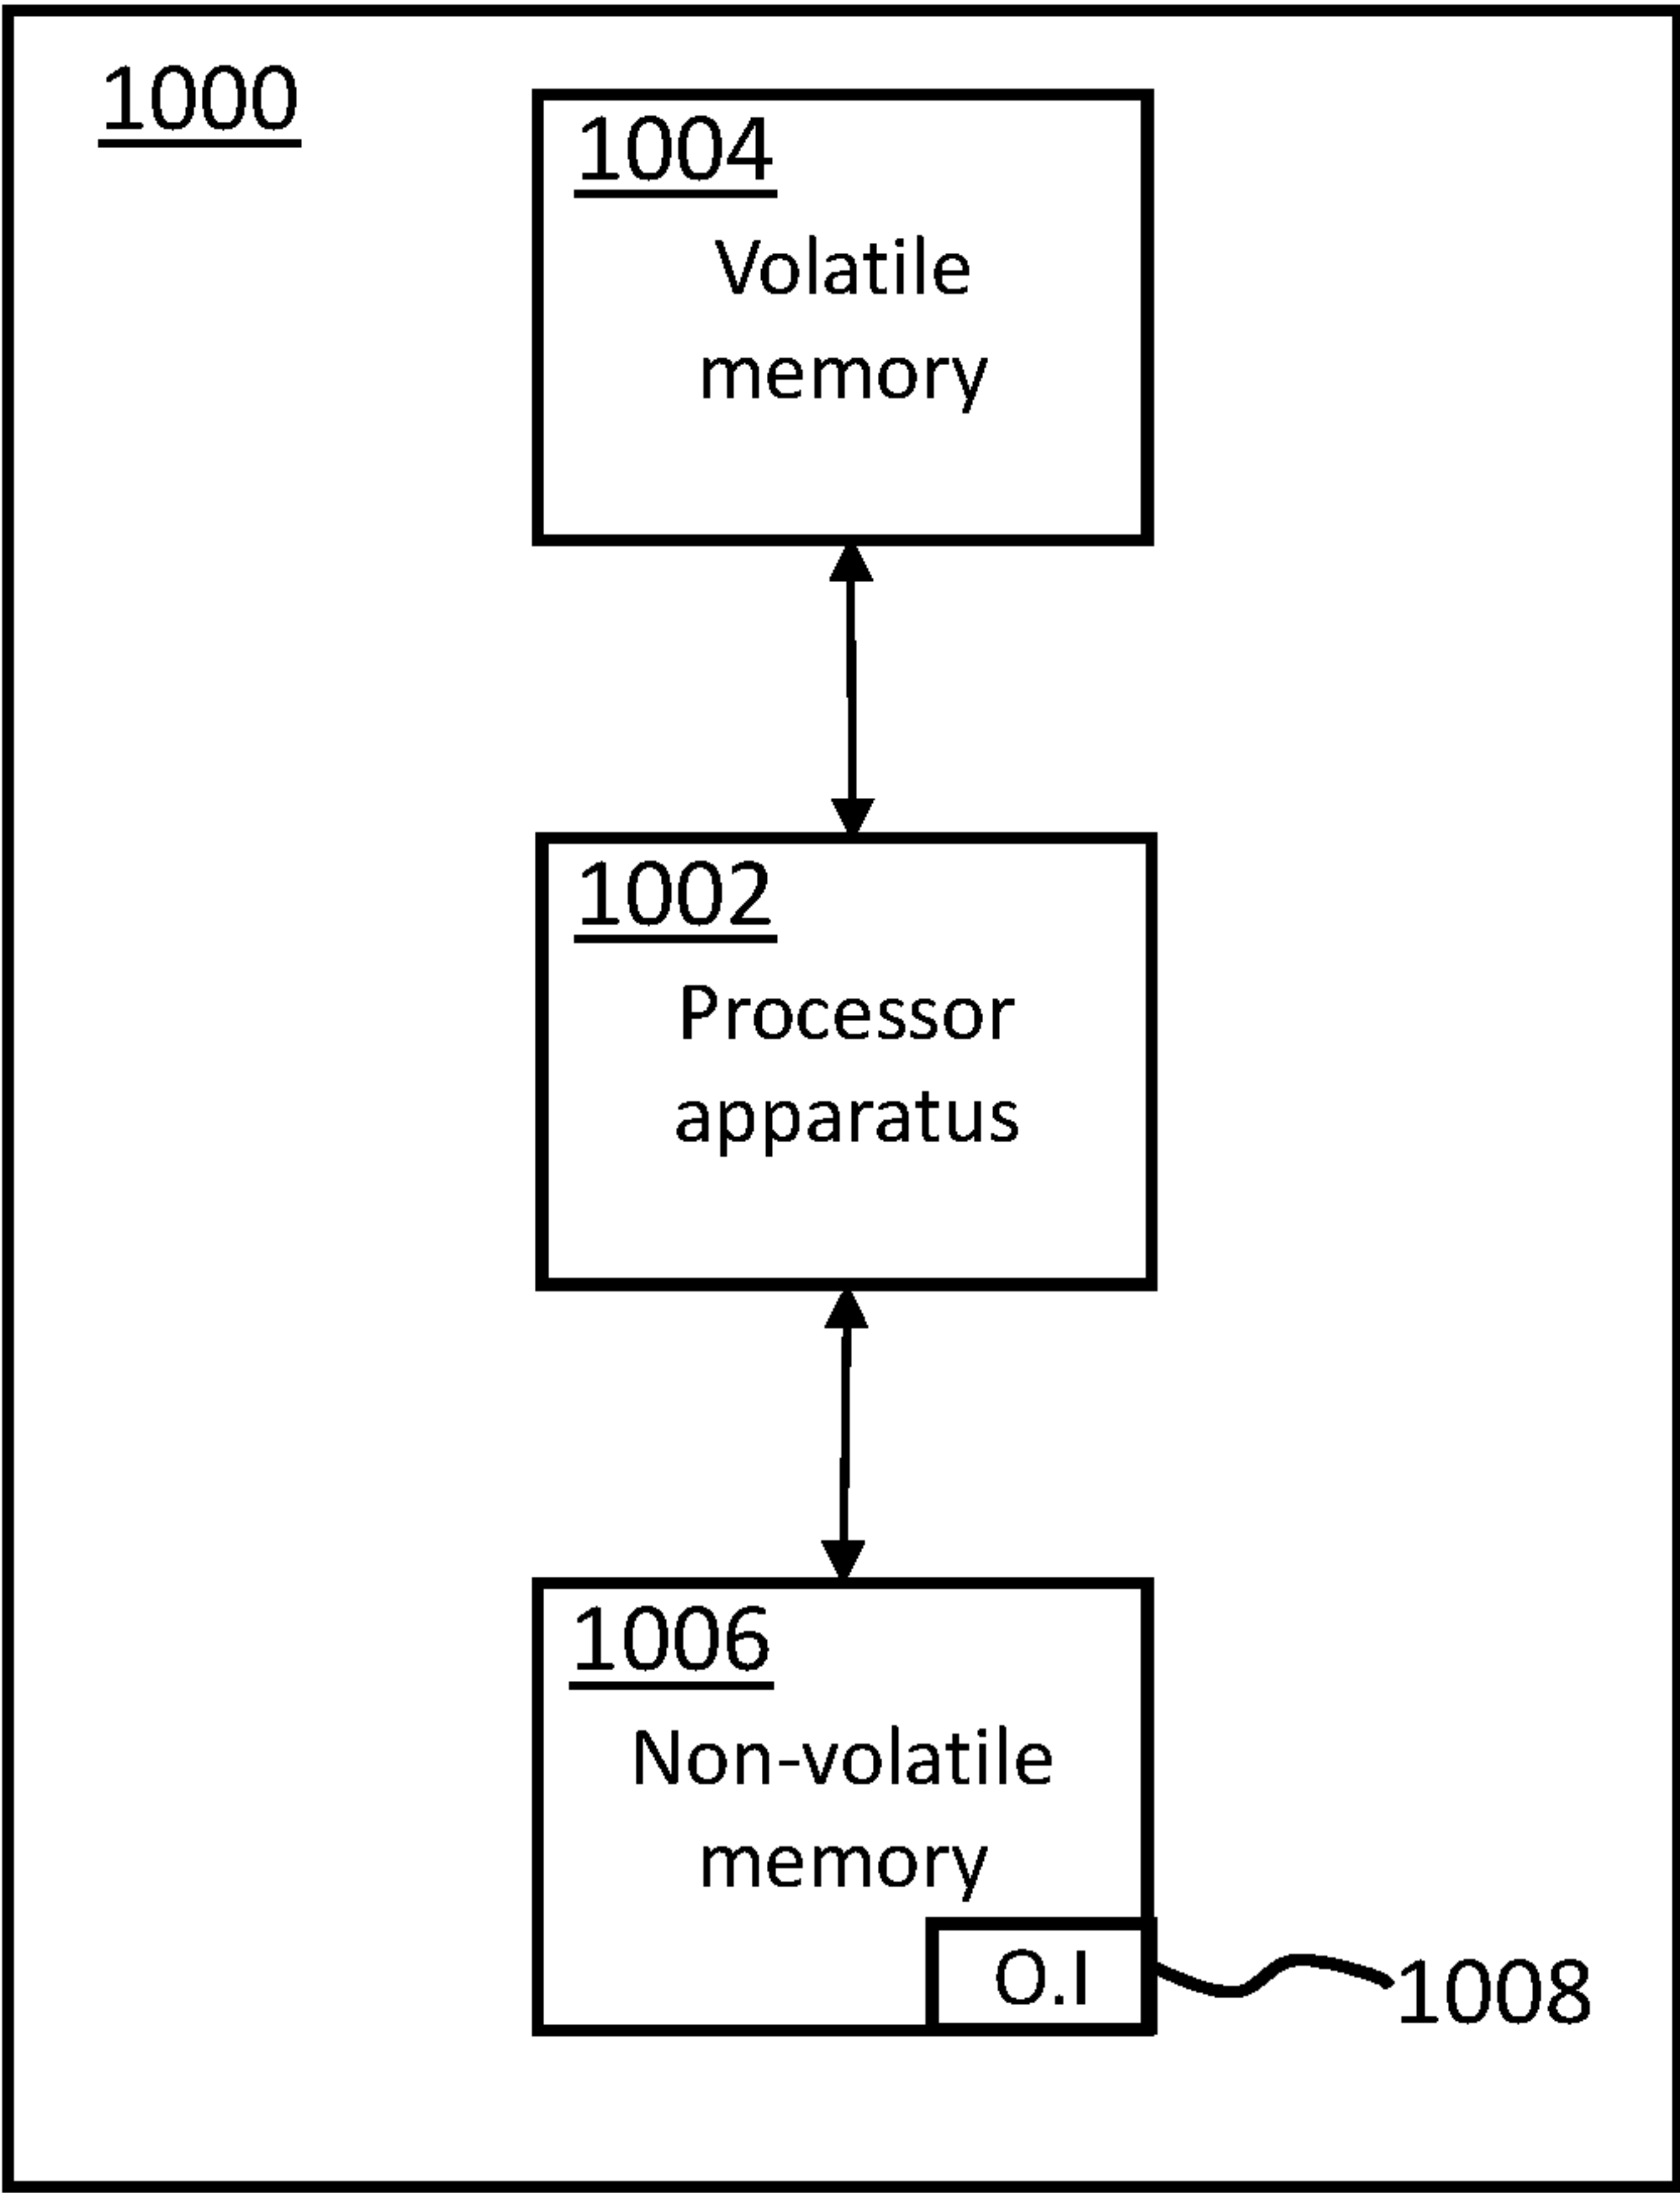 1000
1004
Volatile
memory
1002
Processor
apparatus
1006
Non-volatile
memory
O.I
1008